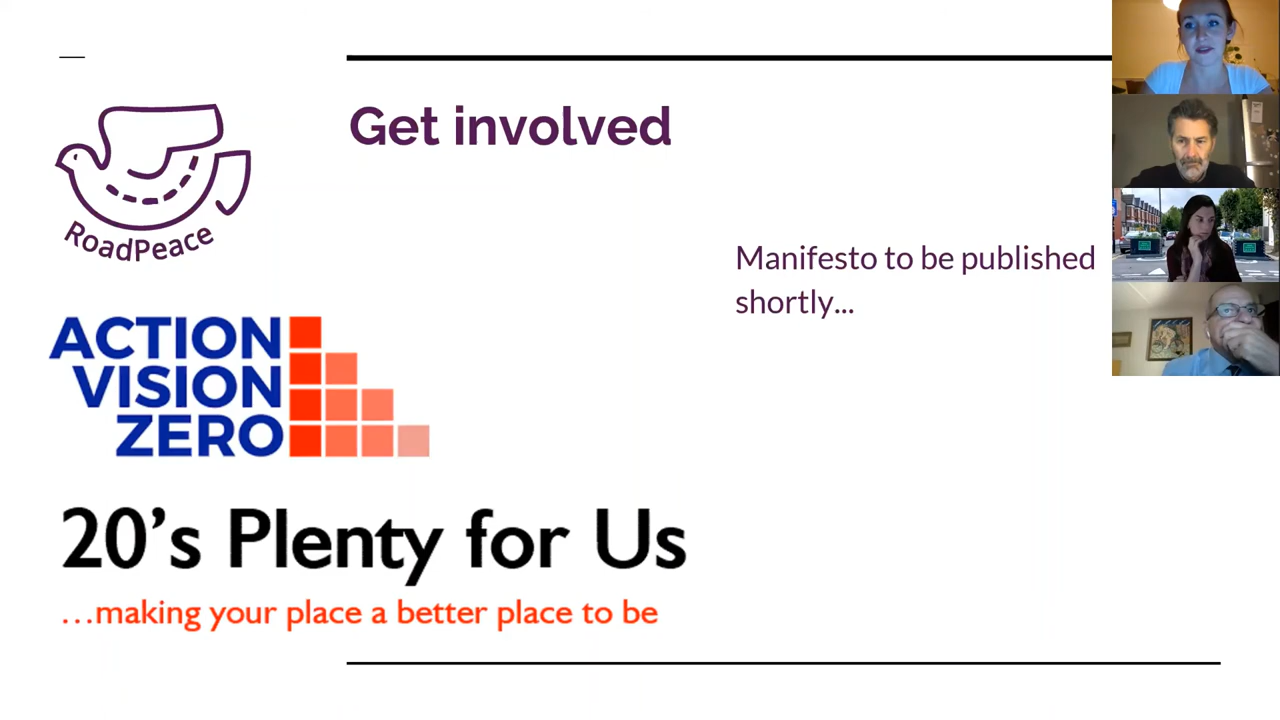 Get involved
RoadPeace
Manifesto to be published
shortly...
ACTION
VISION
ZERO
20's Plenty for Us
...making your place a better place to be